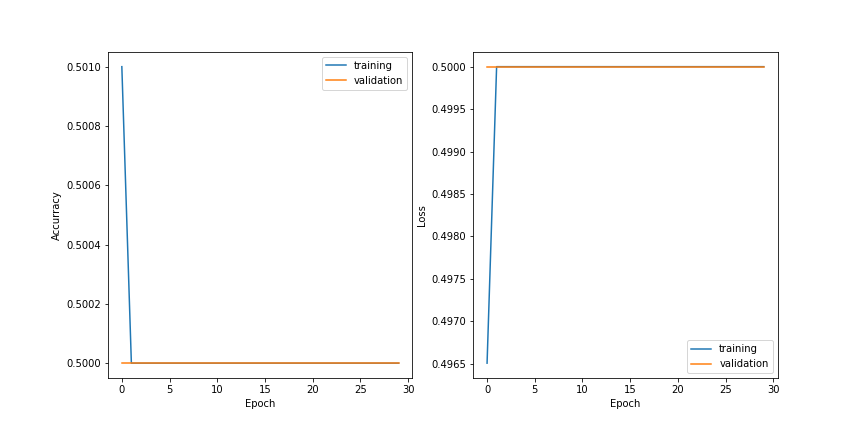 0.5010
0.5008
0.5006
0.5004
0.5002
0.5000
Accurracy
0 5 10 15 20 25 30
Epoch
training
validation
0.5000
0.4995
0.4990
0.4985
0.4980
0.4975
0.4970
0.4965
Loss
0 5 10 15 20 25 30
Epoch
training
validation